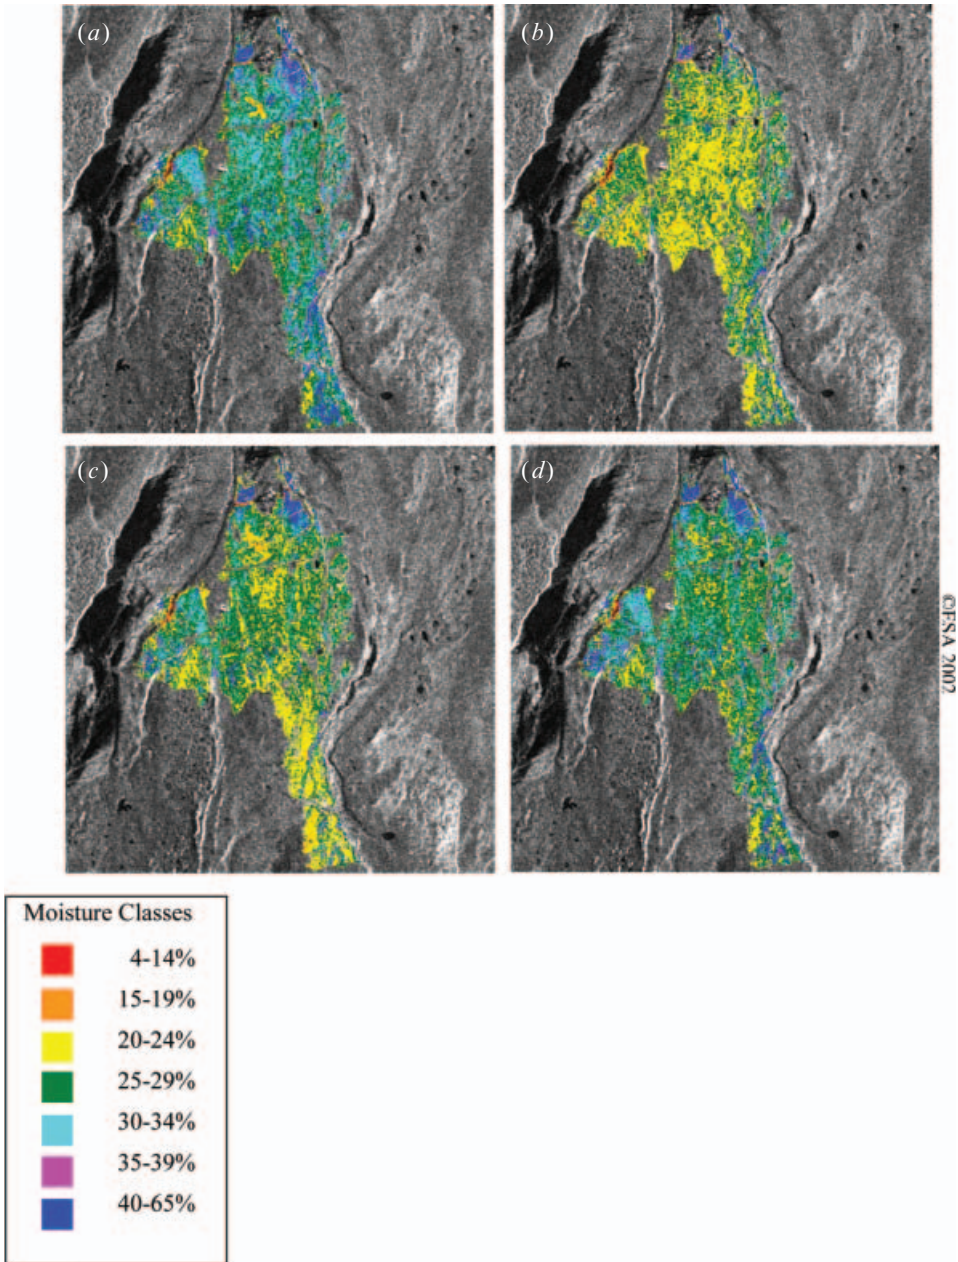 (a)
(b)
(c)
(d)
©ESA 2002
Moisture Classes
4-14%
15-19%
20-24%
25-29%
30-34%
35-39%
40-65%